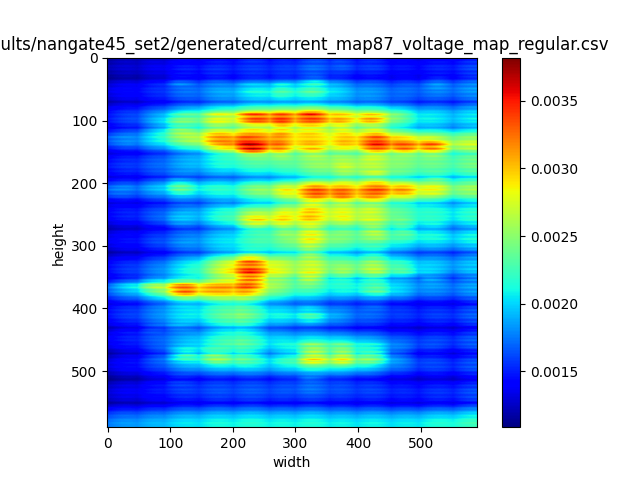 ults/nangate45_set2/generated/current_map87_voltage_map_regular.csv
0
100
200
300
400
500
height
0 100 200 300 400 500
width
0.0035
0.0030
0.0025
0.0020
0.0015